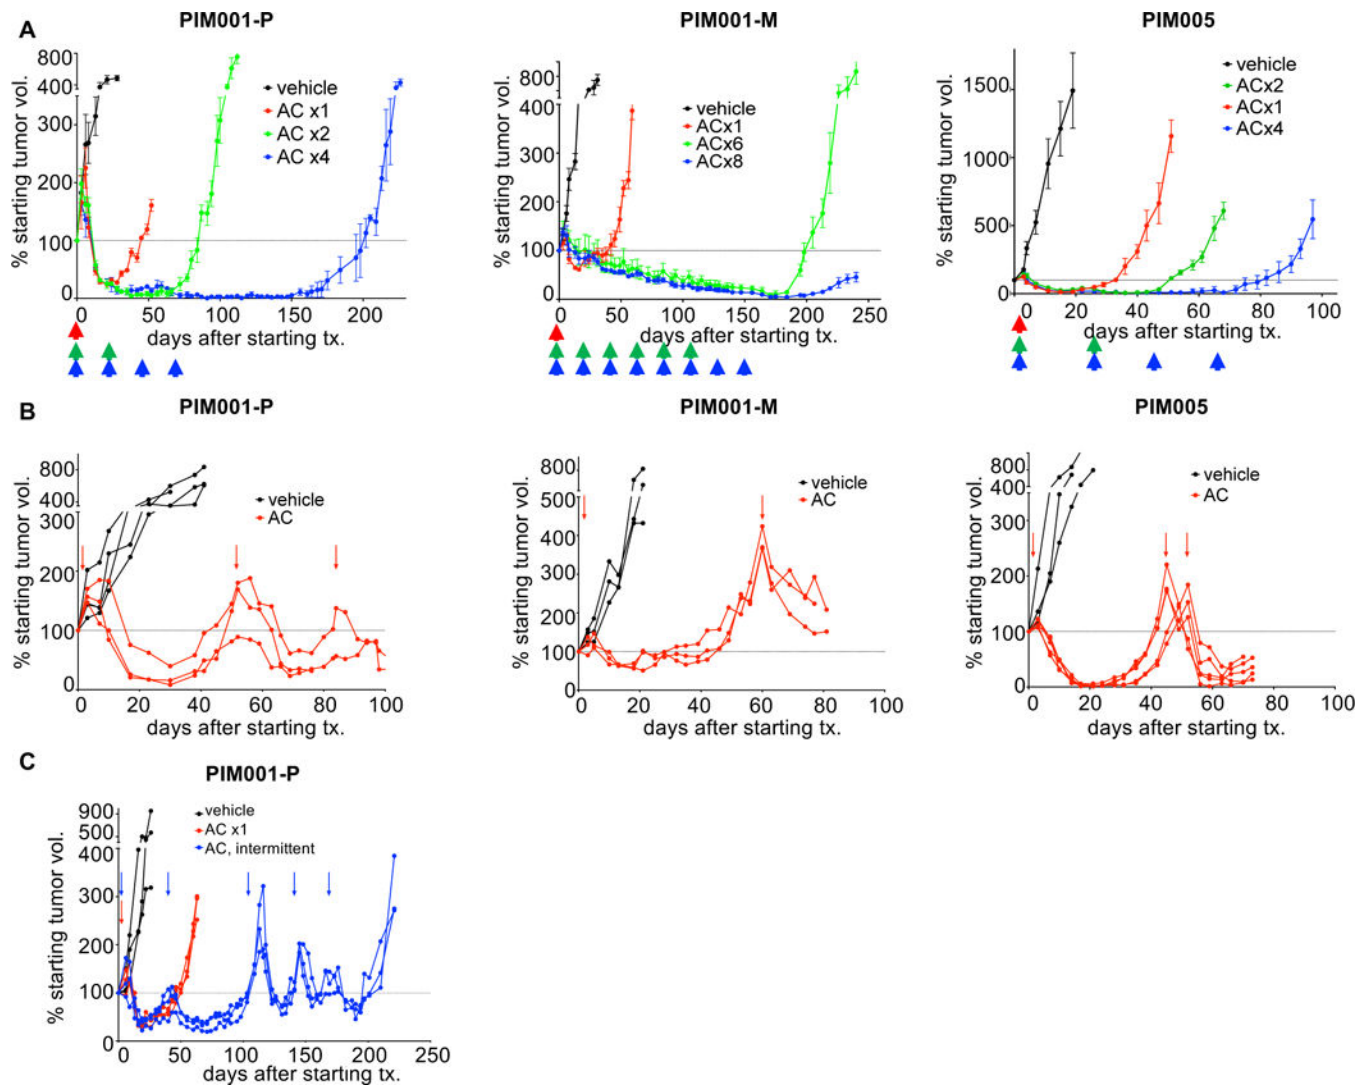 A
PIM001-P
% starting tumor vol.
800
400
300
200
100
0
vehicle
AC x1
AC x2
AC x4
0 50 100 150 200
days after starting tx.
PIM001-M
% starting tumor vol.
800
400
300
200
100
0
vehicle
ACx1
ACx6
ACx8
0 50 100 150 200 250
days after starting tx.
PIM005
% starting tumor vol.
1500
1000
500
0
vehicle
ACx2
ACx1
ACx4
0 20 40 60 80 100
days after starting tx.
B
PIM001-P
% starting tumor vol.
800
400
300
200
100
0
vehicle
AC
0 20 40 60 80 100
days after starting tx.
PIM001-M
% starting tumor vol.
800
400
500
400
300
200
100
0
vehicle
AC
0 20 40 60 80 100
days after starting tx.
PIM005
% starting tumor vol.
800
400
300
200
100
0
vehicle
AC
0 20 40 60 80 100
days after starting tx.
C
PIM001-P
% starting tumor vol.
900
500
400
300
200
100
0
vehicle
AC x1
AC, intermittent
0 50 100 150 200 250
days after starting tx.